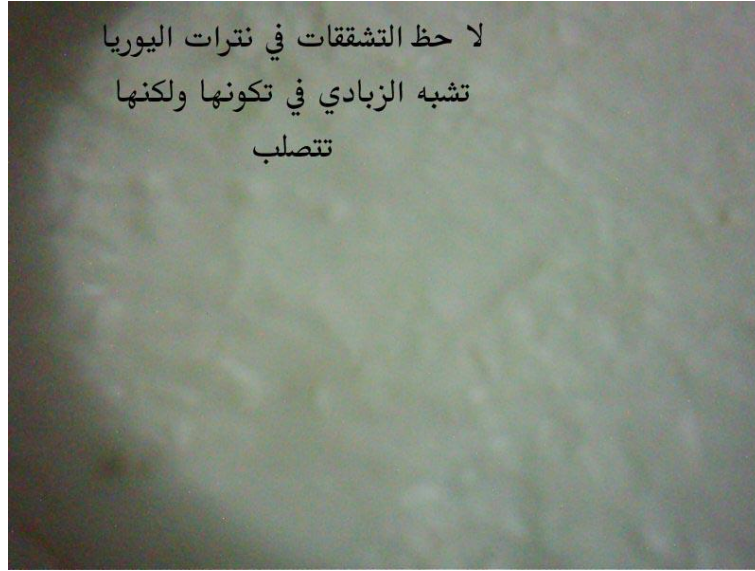 لا حظ التشققات في نترات اليوريا
تشبه الزبادي في تكونها ولكنها
تتصلب